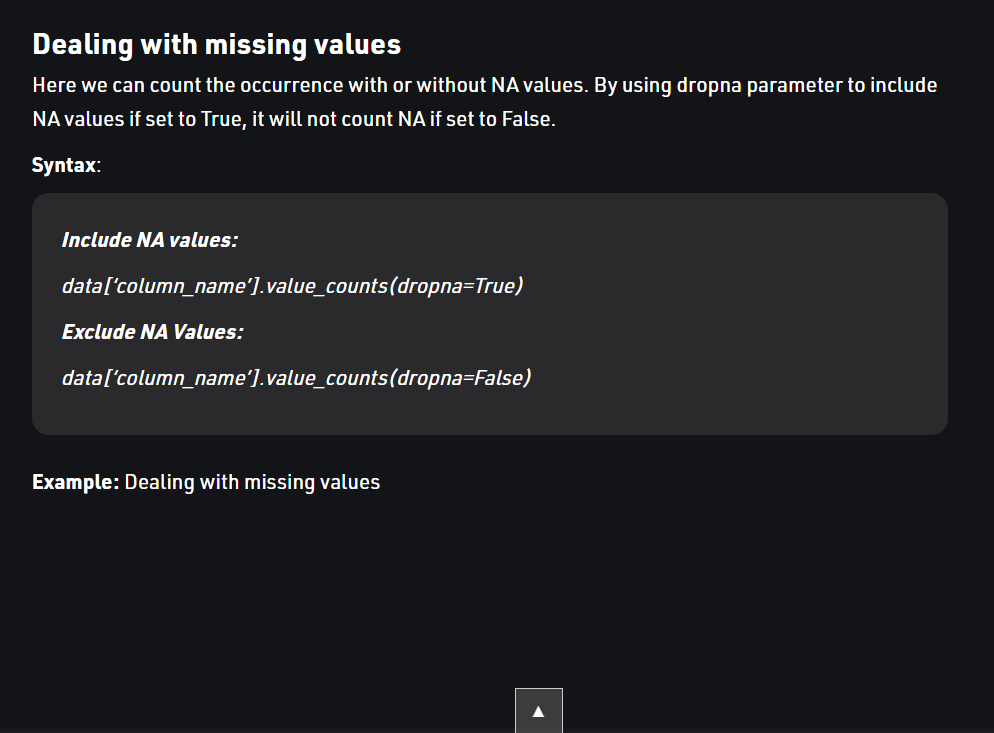 Dealing with missing values
Here we can count the occurrence with or without NA values. By using dropna parameter to include
NA values if set to True, it will not count NA if set to False.
Syntax:
Include NA values:
data[‘column_name’].value_counts(dropna=True)
Exclude NA Values:
data[‘column_name’].value_counts(dropna=False)
Example: Dealing with missing values